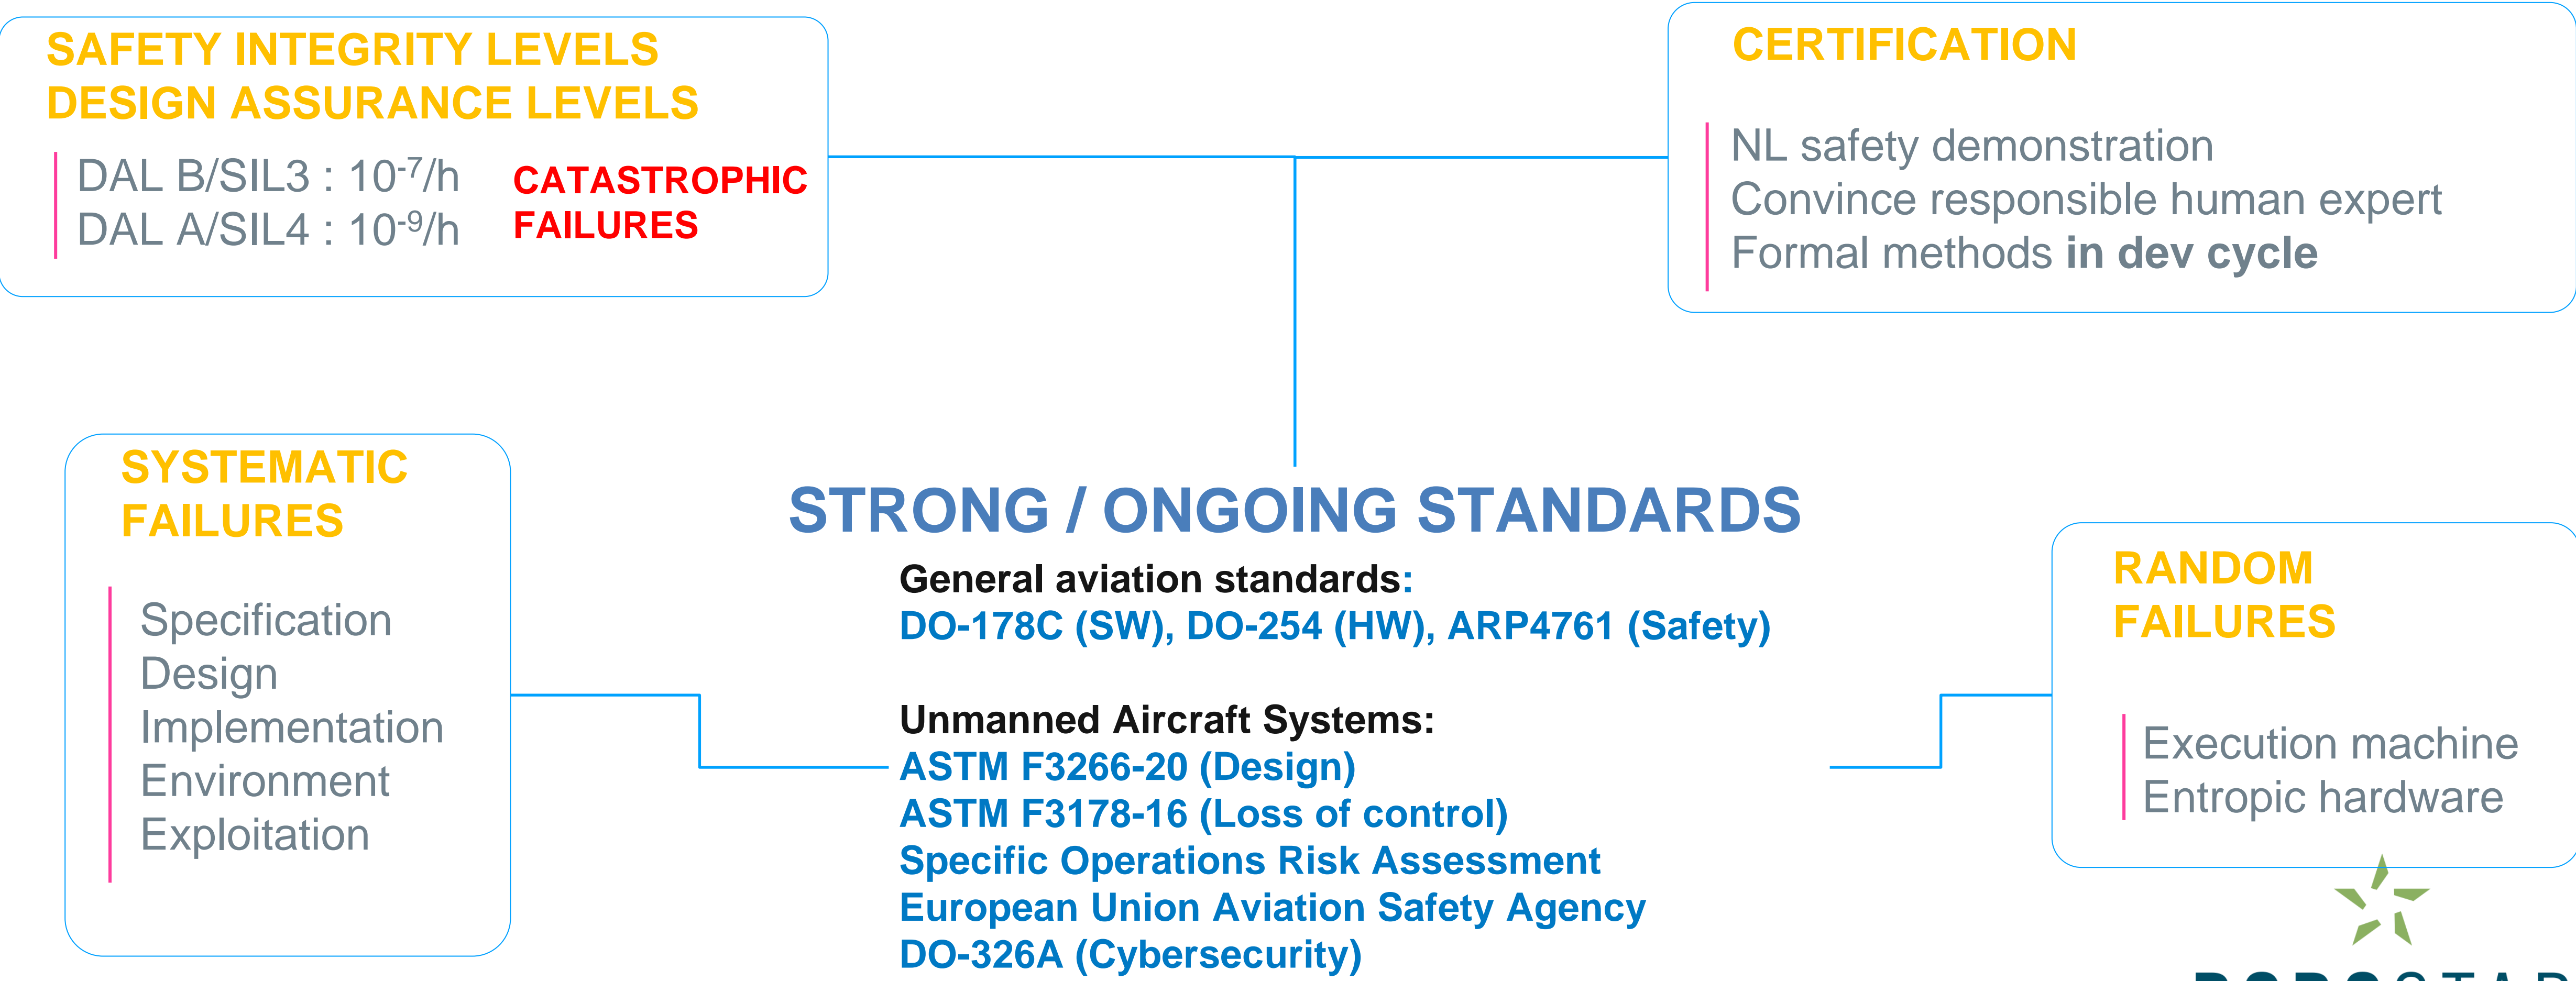 SAFETY INTEGRITY LEVELS
DESIGN ASSURANCE LEVELS
DAL B/SIL3 : 10⁻⁷/h
DAL A/SIL4 : 10⁻⁹/h
CATASTROPHIC
FAILURES
CERTIFICATION
NL safety demonstration
Convince responsible human expert
Formal methods in dev cycle
SYSTEMATIC
FAILURES
Specification
Design
Implementation
Environment
Exploitation
STRONG / ONGOING STANDARDS
General aviation standards:
DO-178C (SW), DO-254 (HW), ARP4761 (Safety)
Unmanned Aircraft Systems:
ASTM F3266-20 (Design)
ASTM F3178-16 (Loss of control)
Specific Operations Risk Assessment
European Union Aviation Safety Agency
DO-326A (Cybersecurity)
RANDOM
FAILURES
Execution machine
Entropic hardware